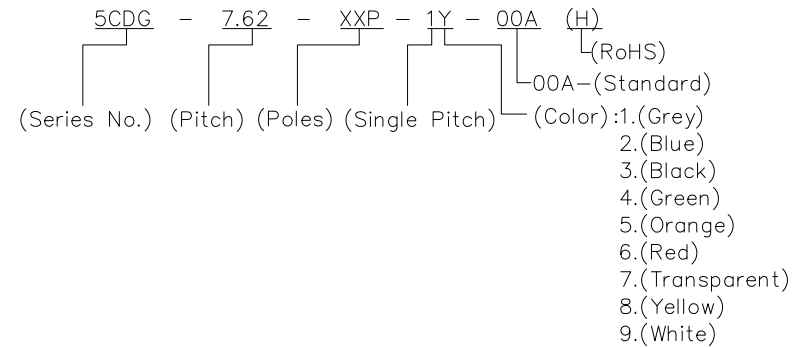 5CDG - 7.62 - XXP - 1Y - 00A (H)
(RoHS)
00A-(Standard)
(Series No.) (Pitch) (Poles) (Single Pitch) (Color) :1.(Grey)
2.(Blue)
3.(Black)
4.(Green)
5.(Orange)
6.(Red)
7.(Transparent)
8.(Yellow)
9.(White)